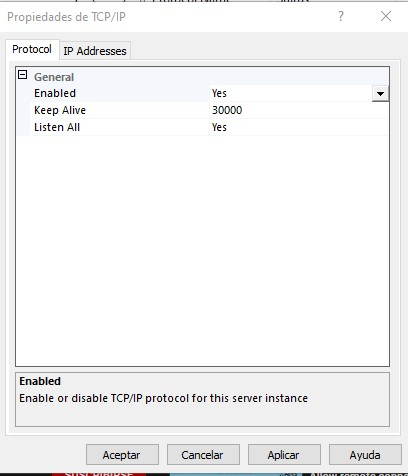 Propiedades de TCP/IP
Protocol IP Addresses
General
Enabled Yes
Keep Alive 30000
Listen All Yes
Enabled
Enable or disable TCP/IP protocol for this server instance
Aceptar Cancelar Aplicar Ayuda